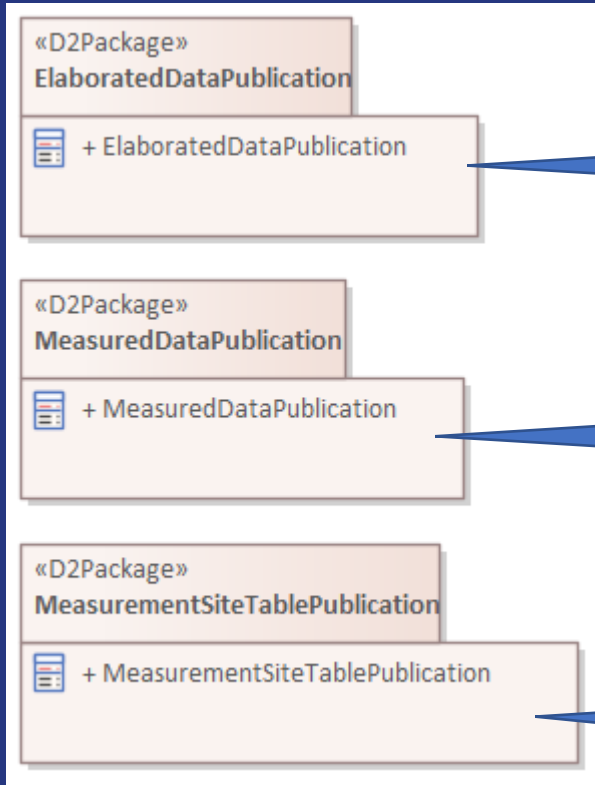 «D2Package»
ElaboratedDataPublication
+ ElaboratedDataPublication
«D2Package»
MeasuredDataPublication
+ MeasuredDataPublication
«D2Package»
MeasurementSiteTablePublication
+ MeasurementSiteTablePublication